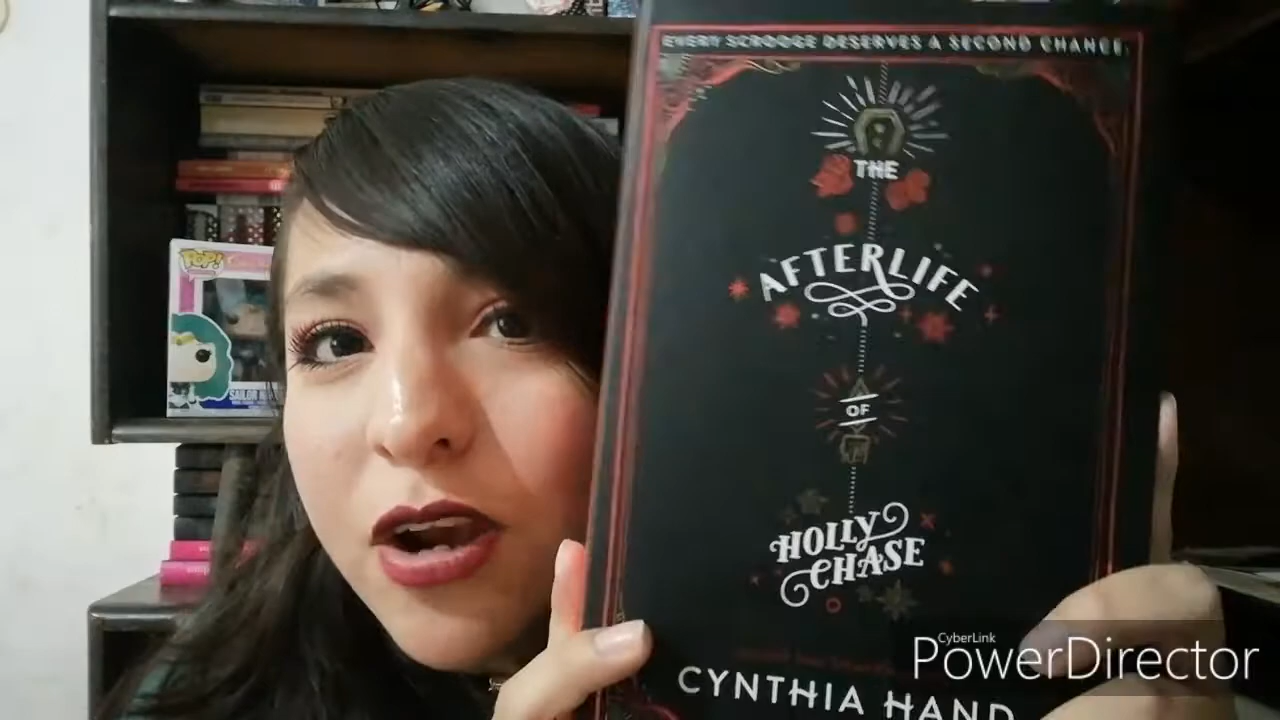 EVERY SCROOGE DESERVES A SECOND CHANCE.
THE
AFTERLIFE
OF
HOLLY
CHASE
CYNTHIA HAND
POP!
SAILOR
CyberLink
PowerDirector